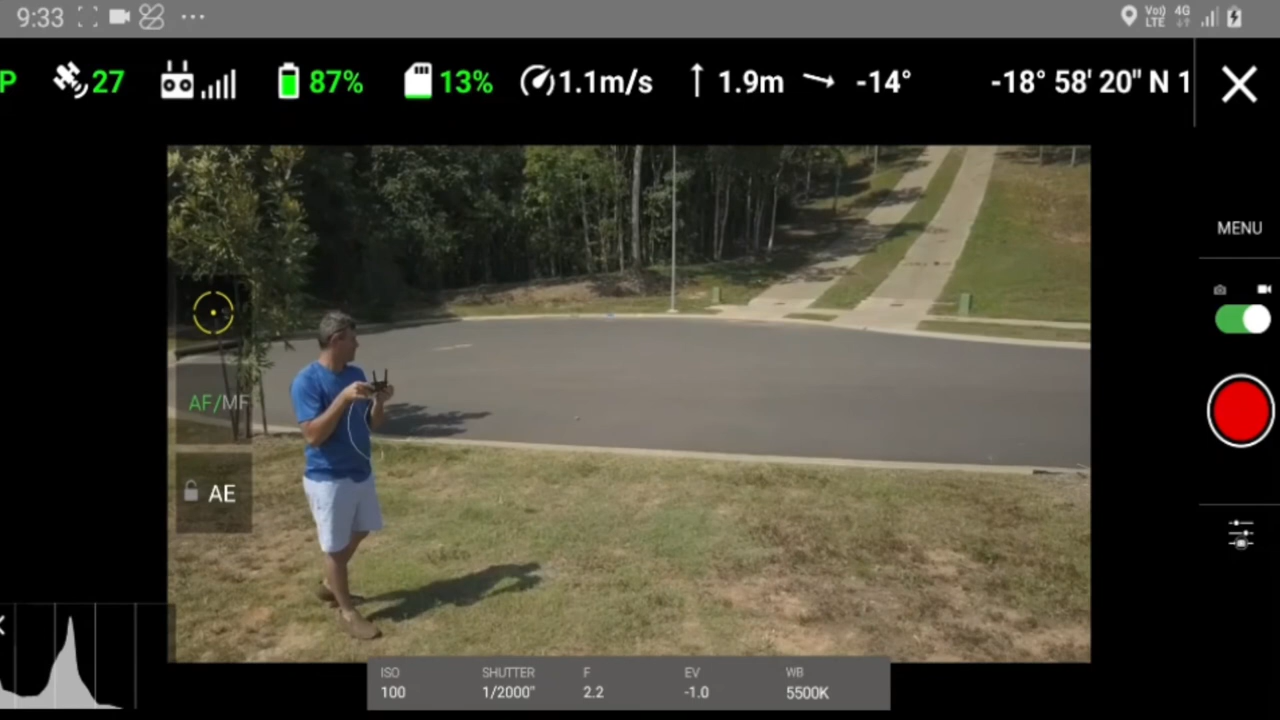 9:33 ... Vo)) LTE 4G
P 27 87% 13% 1.1m/s 1.9m -14° -18° 58' 20" N 1
MENU
AF/MF
AE
ISO SHUTTER F EV WB
100 1/2000" 2.2 -1.0 5500K